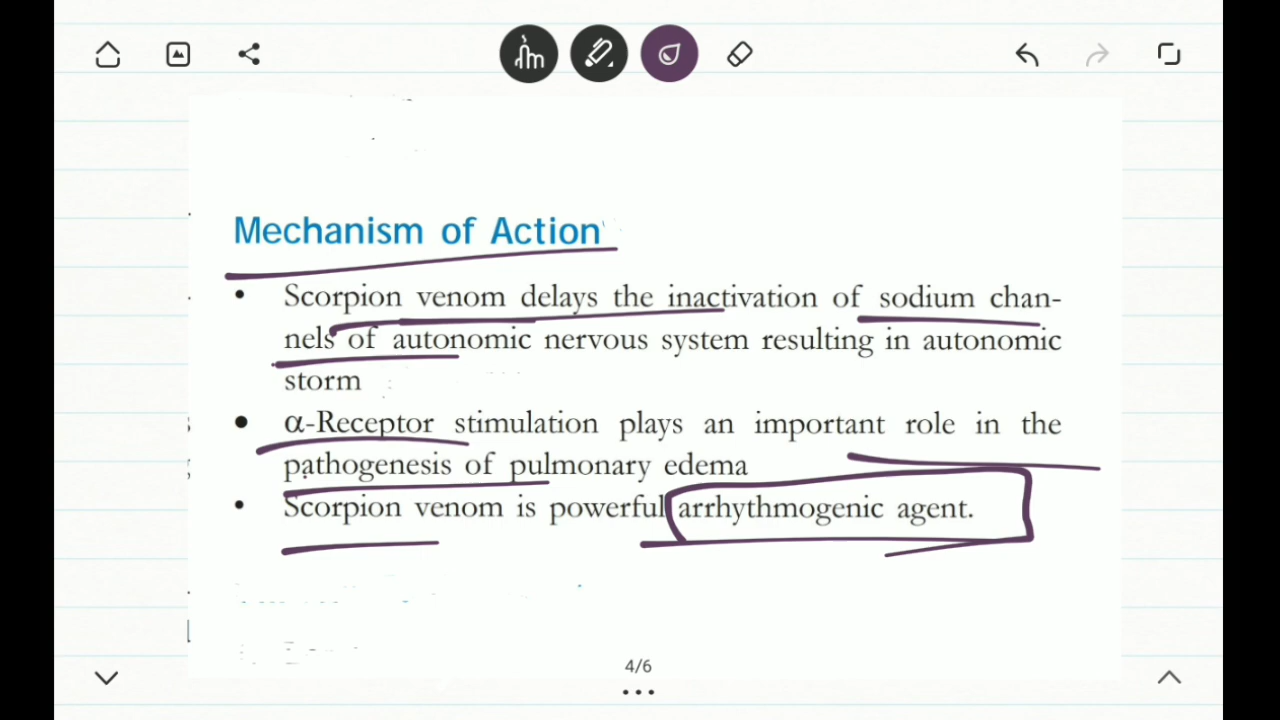 Mechanism of Action
• Scorpion venom delays the inactivation of sodium chan-
nels of autonomic nervous system resulting in autonomic
storm
• α-Receptor stimulation plays an important role in the
pathogenesis of pulmonary edema
• Scorpion venom is powerful arrhythmogenic agent.
4/6